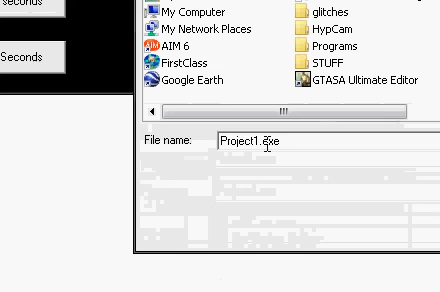 seconds
Seconds
My Computer
glitches
My Network Places
HypCam
AIM 6
Programs
FirstClass
STUFF
Google Earth
GTASA Ultimate Editor
File name:
Project1.exe